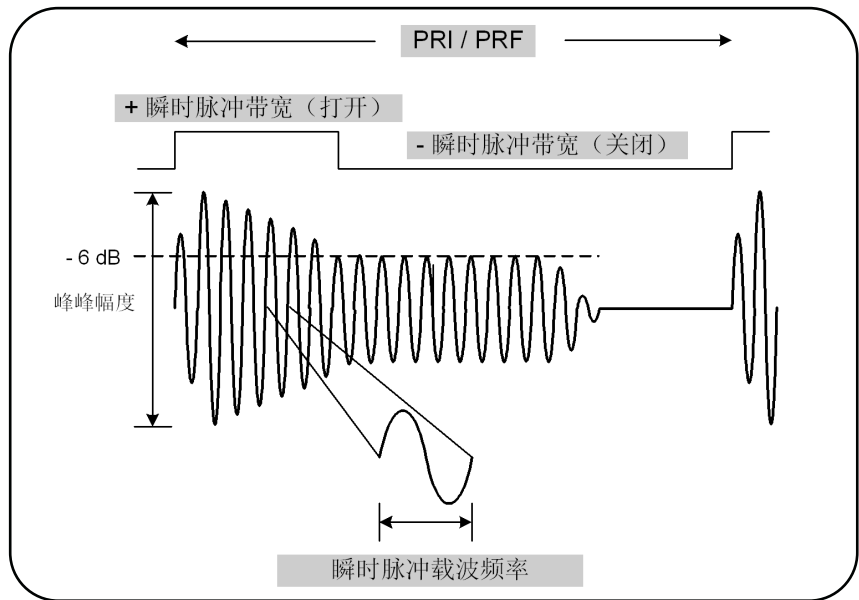 PRI / PRF
+ 瞬时脉冲带宽（打开）
- 瞬时脉冲带宽（关闭）
- 6 dB
峰峰幅度
瞬时脉冲载波频率